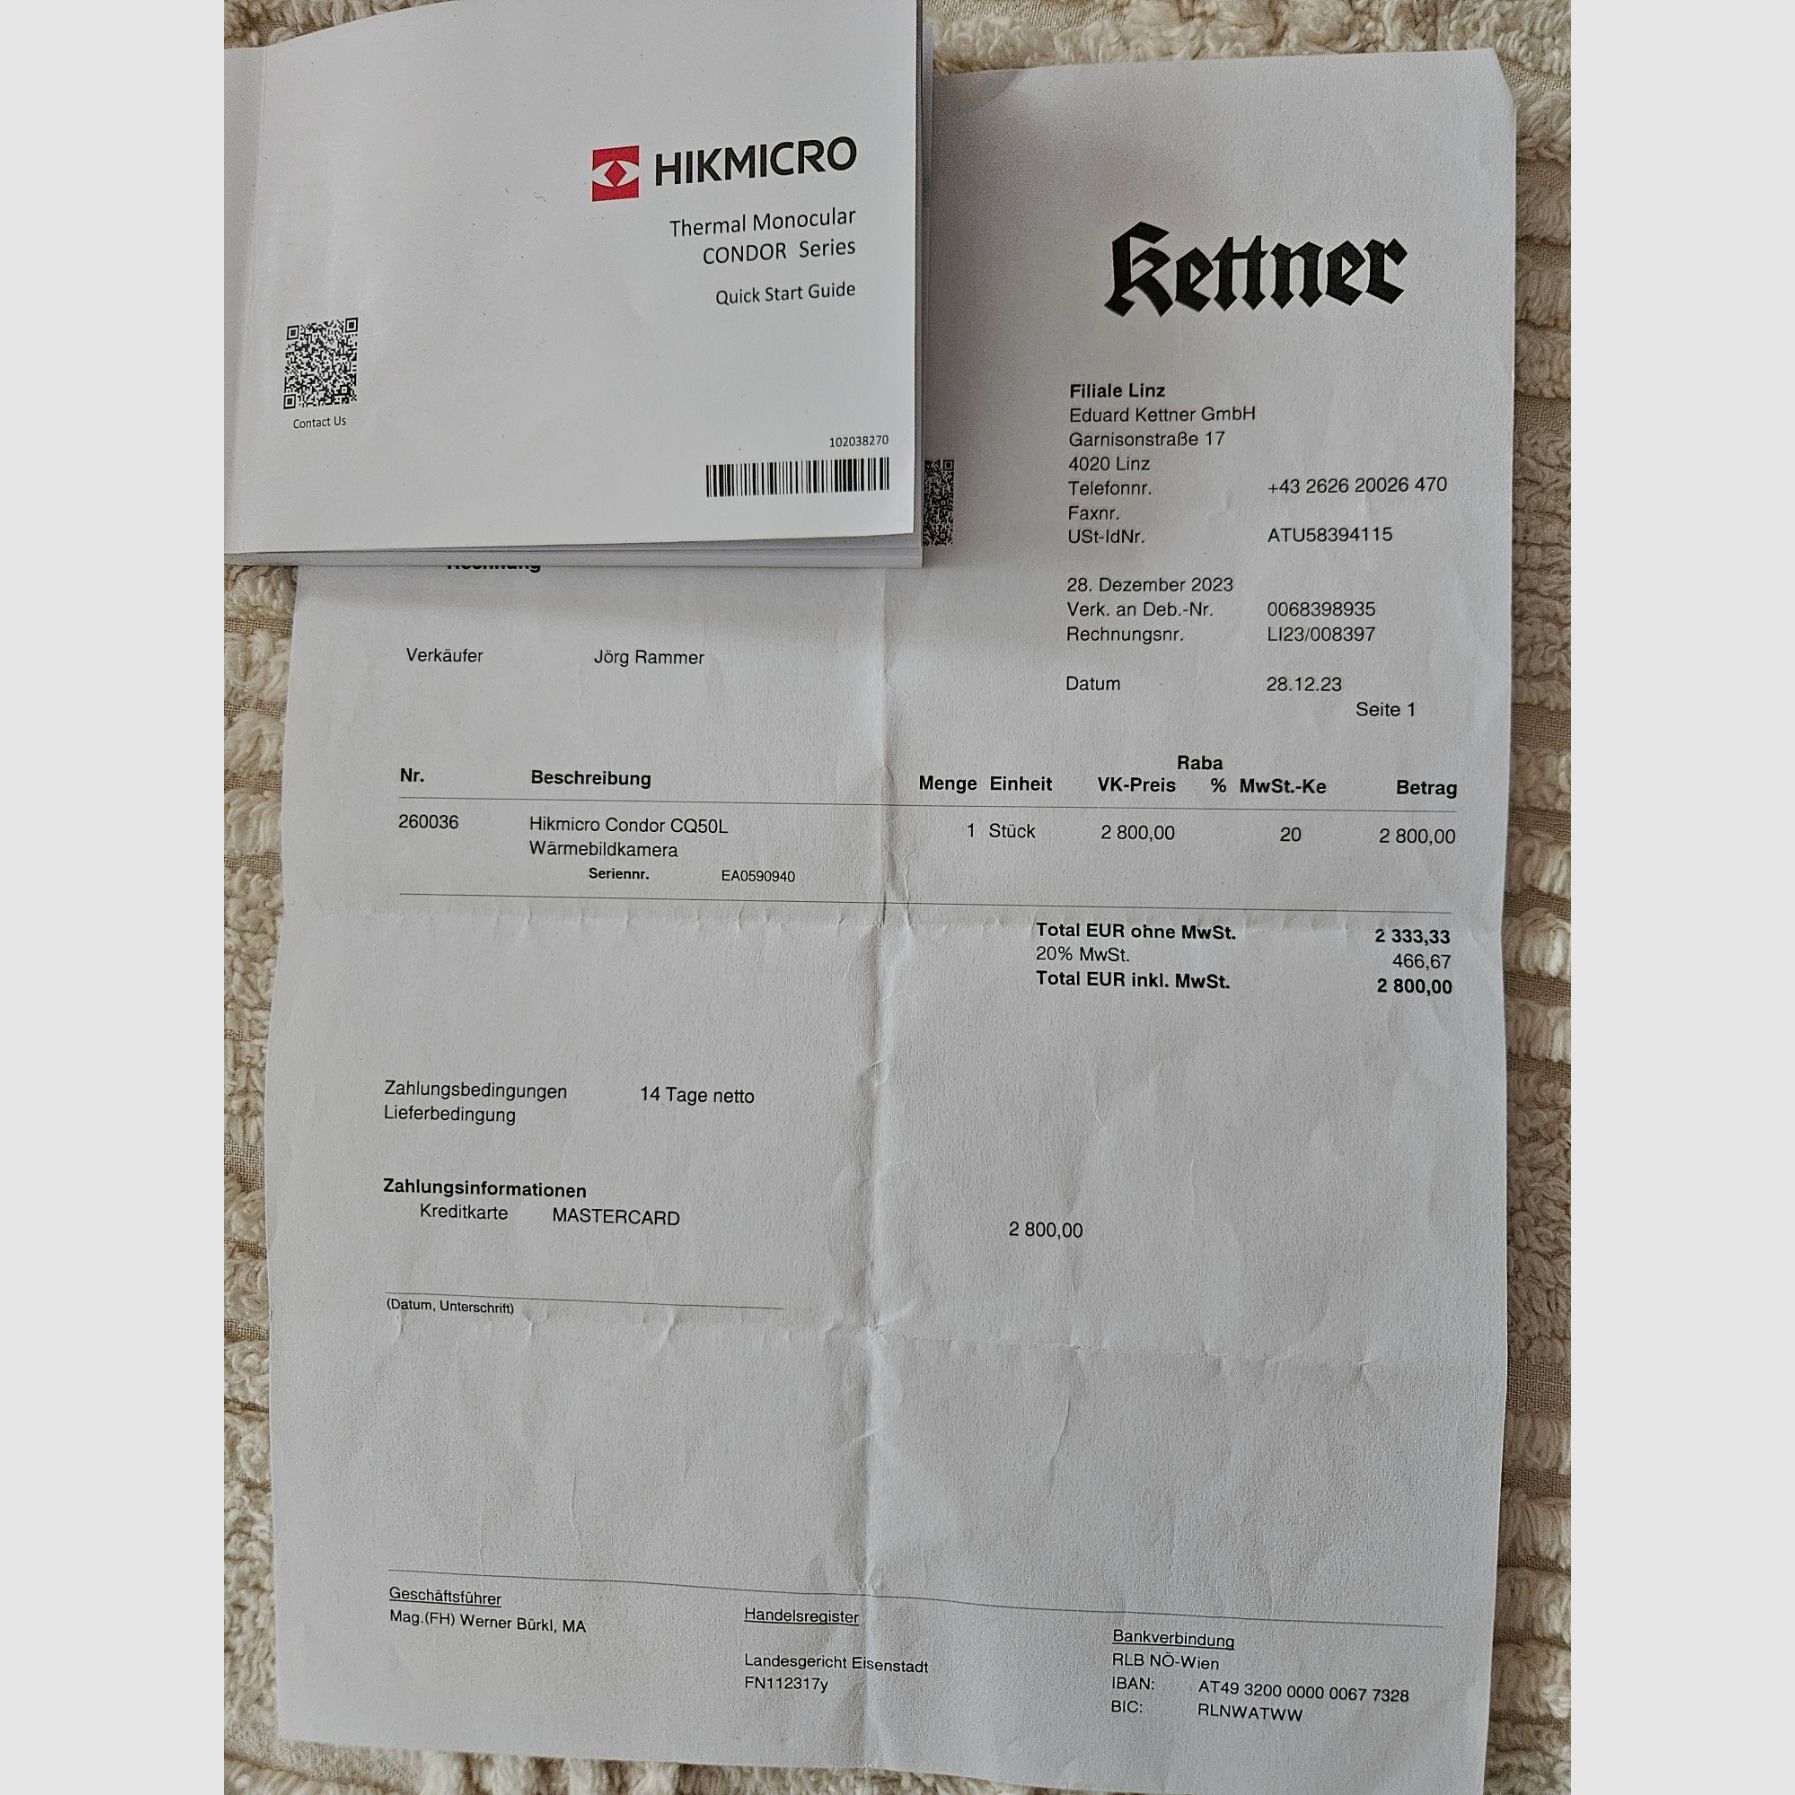 HIKMICRO
Thermal Monocular
CONDOR Series
Quick Start Guide
Contact Us
102038270
Kettner
Filiale Linz
Eduard Kettner GmbH
Garnisonstraße 17
4020 Linz
Telefonnr. +43 2626 20026 470
Faxnr.
USt-IdNr. ATU58394115
28. Dezember 2023
Verk. an Deb.-Nr. 0068398935
Rechnungsnr. LI23/008397
Datum 28.12.23
Seite 1
Rechnung
Verkäufer Jörg Rammer
Raba
Nr. Beschreibung Menge Einheit VK-Preis % MwSt.-Ke Betrag
260036 Hikmicro Condor CQ50L 1 Stück 2 800,00 20 2 800,00
Wärmebildkamera
Seriennr. EA0590940
Total EUR ohne MwSt. 2 333,33
20% MwSt. 466,67
Total EUR inkl. MwSt. 2 800,00
Zahlungsbedingungen 14 Tage netto
Lieferbedingung
Zahlungsinformationen
Kreditkarte MASTERCARD 2 800,00
(Datum, Unterschrift)
Geschäftsführer
Mag.(FH) Werner Bürkl, MA
Handelsregister
Landesgericht Eisenstadt
FN112317y
Bankverbindung
RLB NÖ-Wien
IBAN: AT49 3200 0000 0067 7328
BIC: RLNWATWW